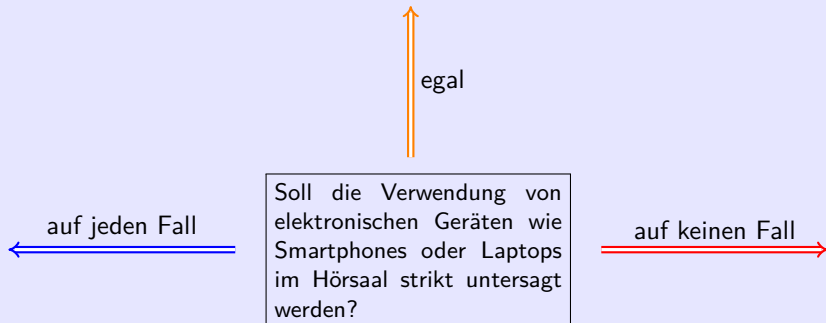 egal
auf jeden Fall
auf keinen Fall
Soll die Verwendung von
elektronischen Geräten wie
Smartphones oder Laptops
im Hörsaal strikt untersagt
werden?